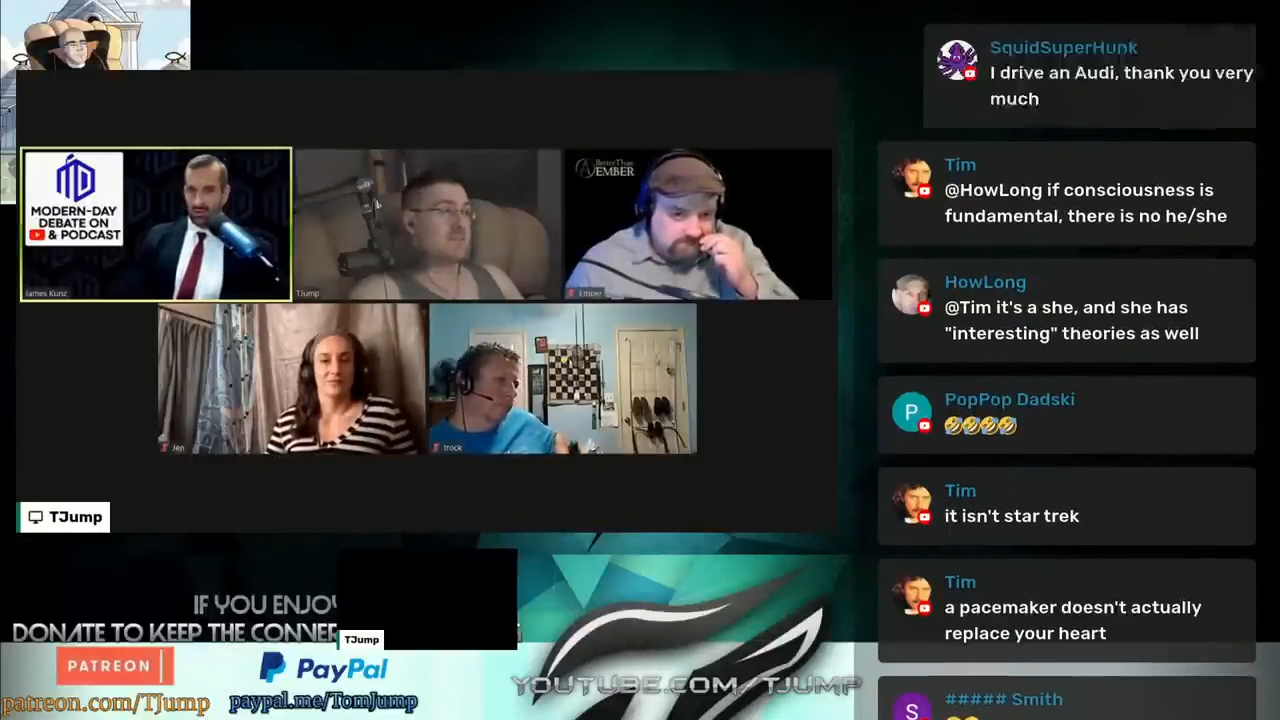 MODERN-DAY
DEBATE ON
& PODCAST
James Kunz
TJump
BetterThan
EMBER
Ember
Jen
trock
TJump
IF YOU ENJOY
DONATE TO KEEP THE CONVER
TJump
PATREON
PayPal
patreon.com/TJump
paypal.me/TomJump
YOUTUBE.COM/TJUMP
SquidSuperHunk
I drive an Audi, thank you very
much
Tim
@HowLong if consciousness is
fundamental, there is no he/she
HowLong
@Tim it's a she, and she has
"interesting" theories as well
P
PopPop Dadski
Tim
it isn't star trek
Tim
a pacemaker doesn't actually
replace your heart
S
##### Smith